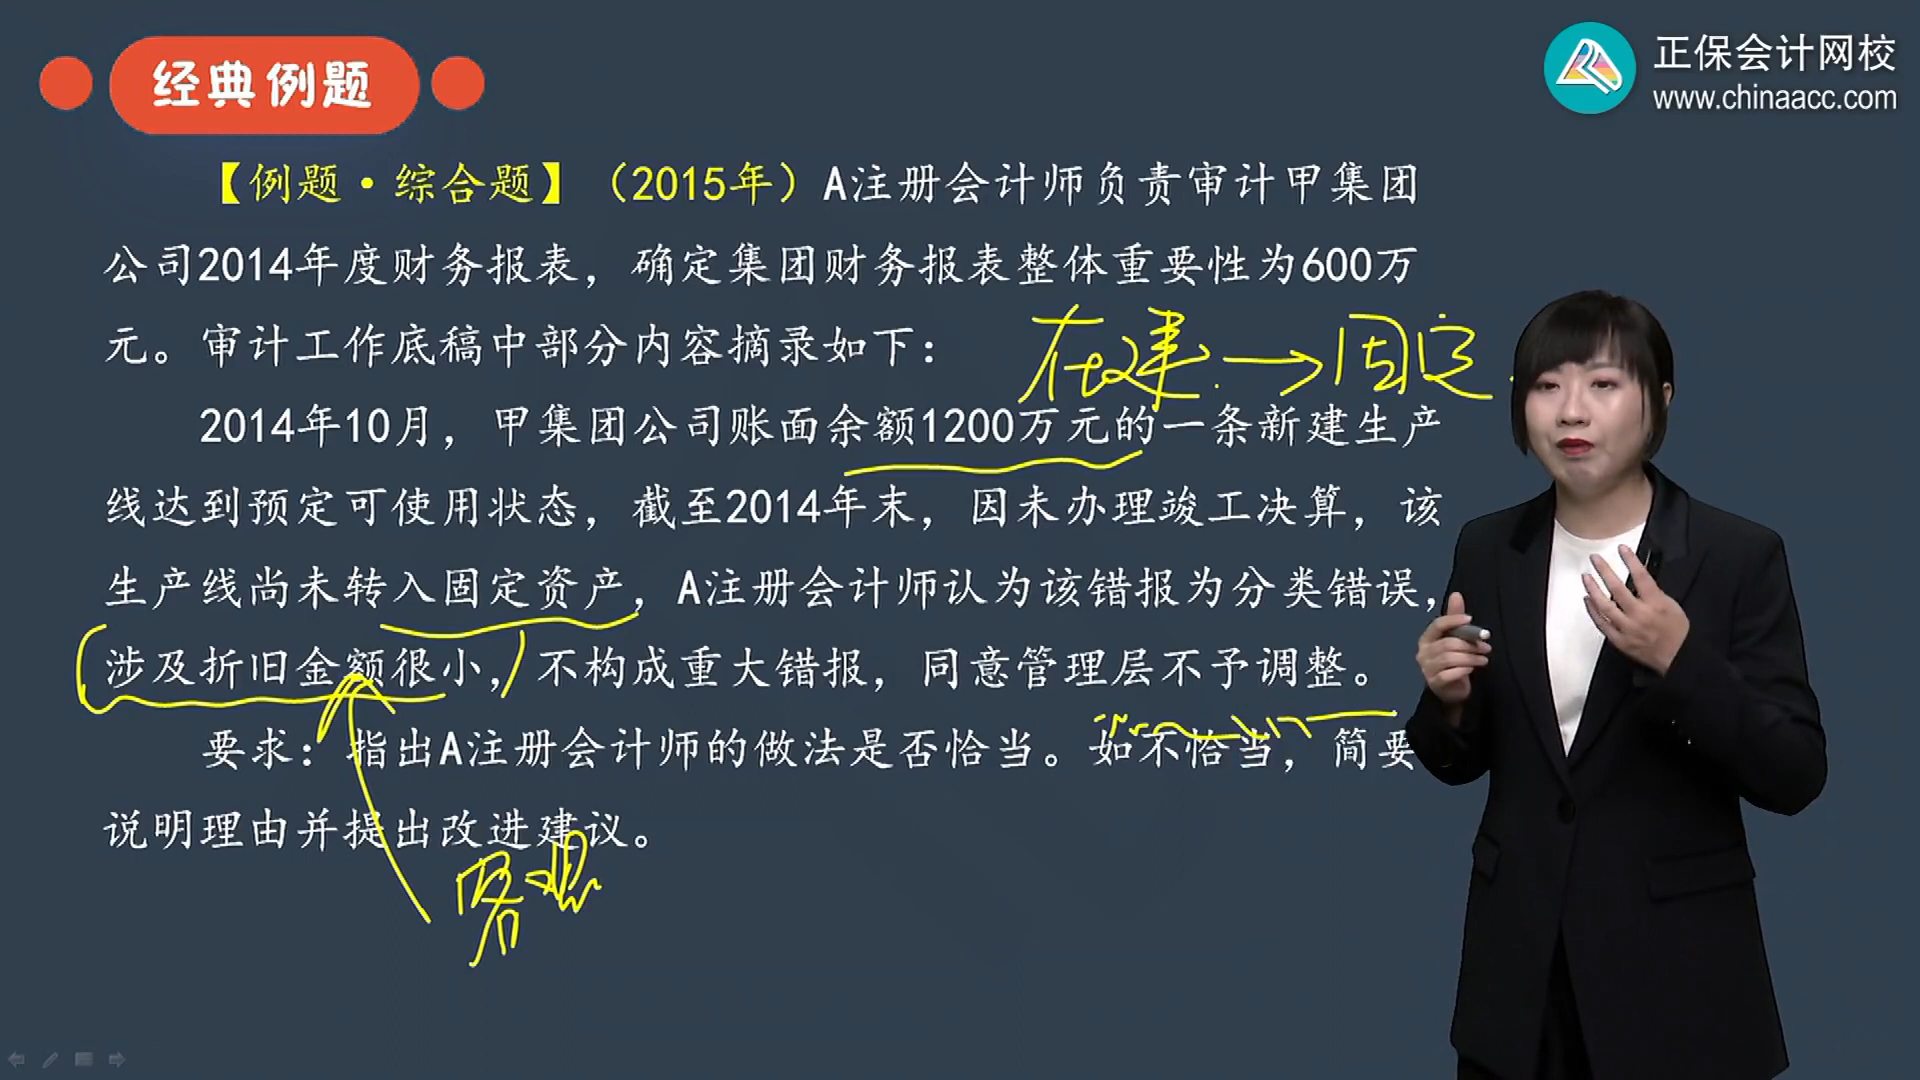 经典例题
正保会计网校
www.chinaacc.com
【例题·综合题】（2015年）A注册会计师负责审计甲集团
公司2014年度财务报表，确定集团财务报表整体重要性为600万
元。审计工作底稿中部分内容摘录如下：
在建→固定
2014年10月，甲集团公司账面余额1200万元的一条新建生产
线达到预定可使用状态，截至2014年末，因未办理竣工决算，该
生产线尚未转入固定资产，A注册会计师认为该错报为分类错误，
涉及折旧金额很小，不构成重大错报，同意管理层不予调整。
要求：指出A注册会计师的做法是否恰当。如不恰当，简要
说明理由并提出改进建议。
客观